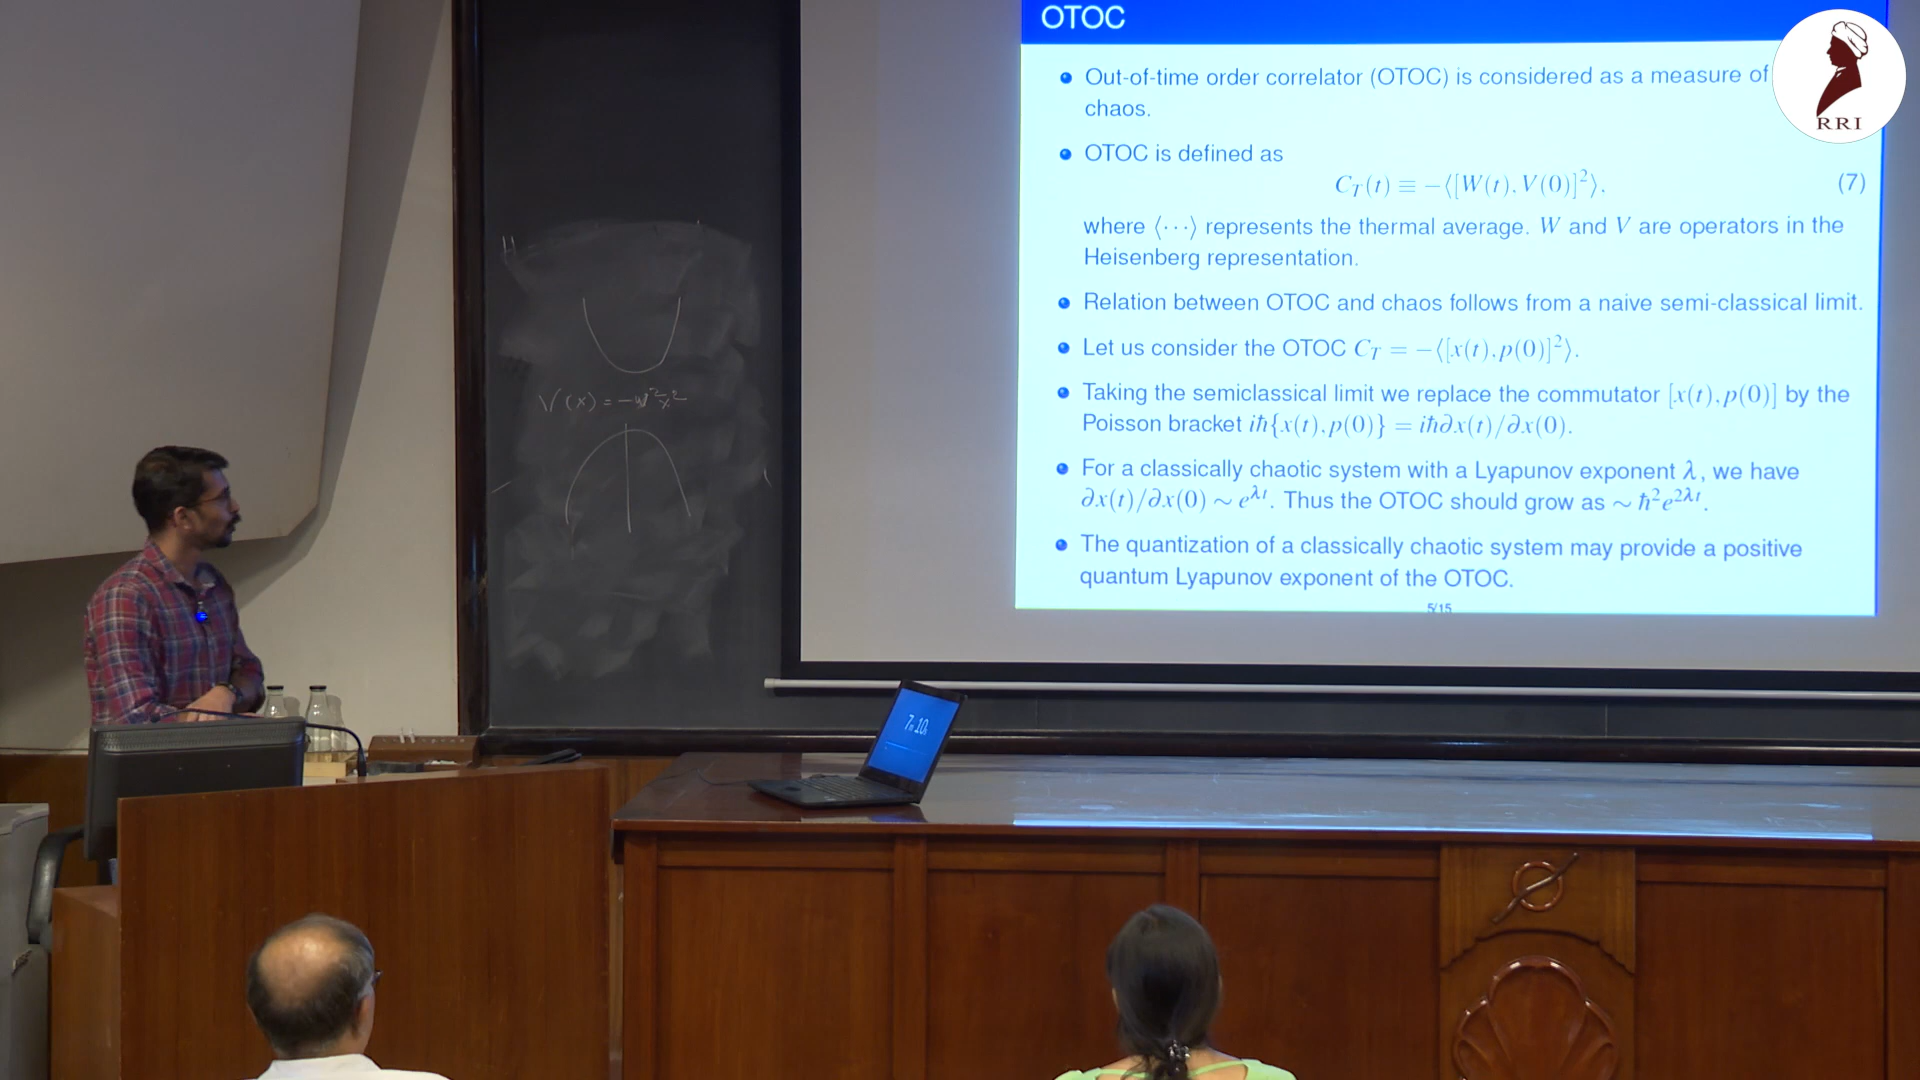 OTOC
Out-of-time order correlator (OTOC) is considered as a measure of
chaos.
OTOC is defined as
C_T(t) ≡ −⟨[W(t), V(0)]²⟩. (7)
where ⟨⋯⟩ represents the thermal average. W and V are operators in the
Heisenberg representation.
Relation between OTOC and chaos follows from a naive semi-classical limit.
Let us consider the OTOC C_T = −⟨[x(t), p(0)]²⟩.
Taking the semiclassical limit we replace the commutator [x(t), p(0)] by the
Poisson bracket iℏ{x(t), p(0)} = iℏ∂x(t)/∂x(0).
For a classically chaotic system with a Lyapunov exponent λ, we have
∂x(t)/∂x(0) ∼ e^{λt}. Thus the OTOC should grow as ∼ ℏ²e^{2λt}.
The quantization of a classically chaotic system may provide a positive
quantum Lyapunov exponent of the OTOC.
5/15
RRI
H
V(x) = −w²x²